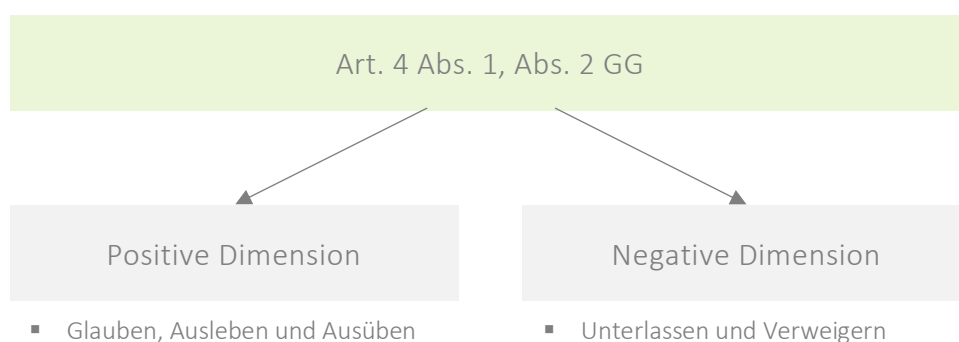 Art. 4 Abs. 1, Abs. 2 GG
Positive Dimension
Negative Dimension
▪ Glauben, Ausleben und Ausüben
▪ Unterlassen und Verweigern